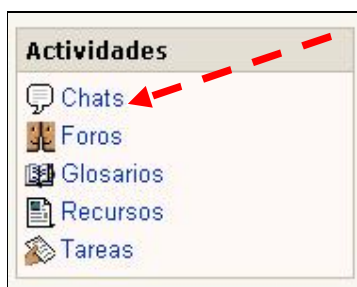 Actividades
Chats
Foros
Glosarios
Recursos
Tareas